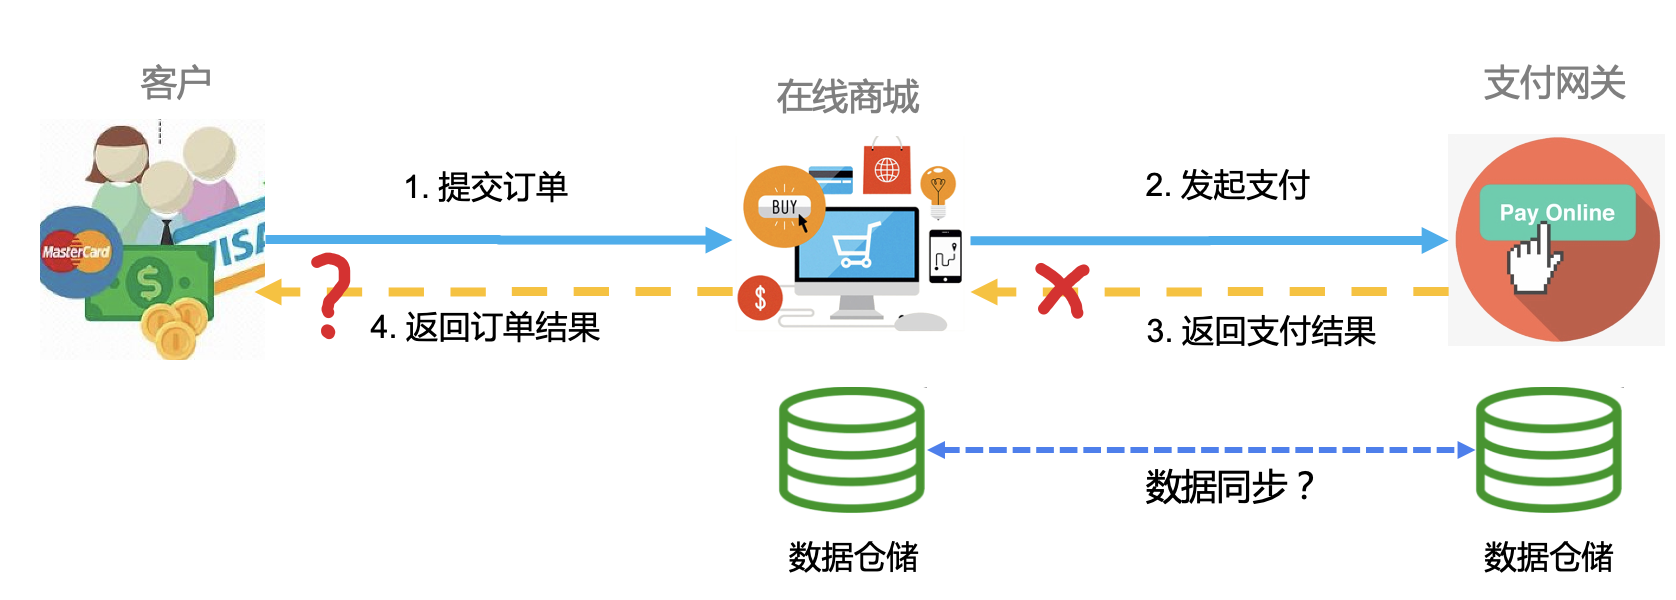 客户
在线商城
支付网关
1. 提交订单
2. 发起支付
MasterCard
VISA
$
BUY
$
Pay Online
?
4. 返回订单结果
3. 返回支付结果
数据同步？
数据仓储
数据仓储